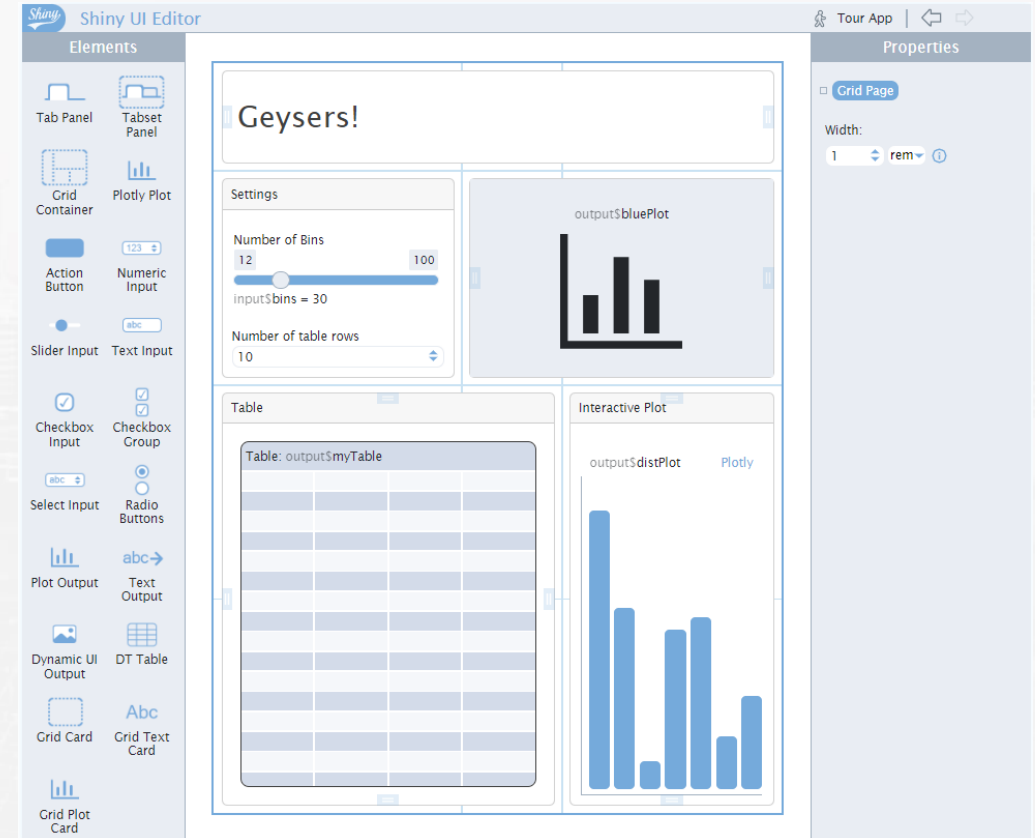 Shiny
Shiny UI Editor
Tour App
Elements
Properties
Tab Panel
Tabset
Panel
Grid
Container
Plotly Plot
Action
Button
123
Numeric
Input
Slider Input
abc
Text Input
Checkbox
Input
Checkbox
Group
abc
Select Input
Radio
Buttons
Plot Output
abc→
Text
Output
Dynamic UI
Output
DT Table
Grid Card
Abc
Grid Text
Card
Grid Plot
Card
Geysers!
Settings
Number of Bins
12 100
input$bins = 30
Number of table rows
10
output$bluePlot
Table
Table: output$myTable
Interactive Plot
output$distPlot Plotly
Grid Page
Width:
1 rem